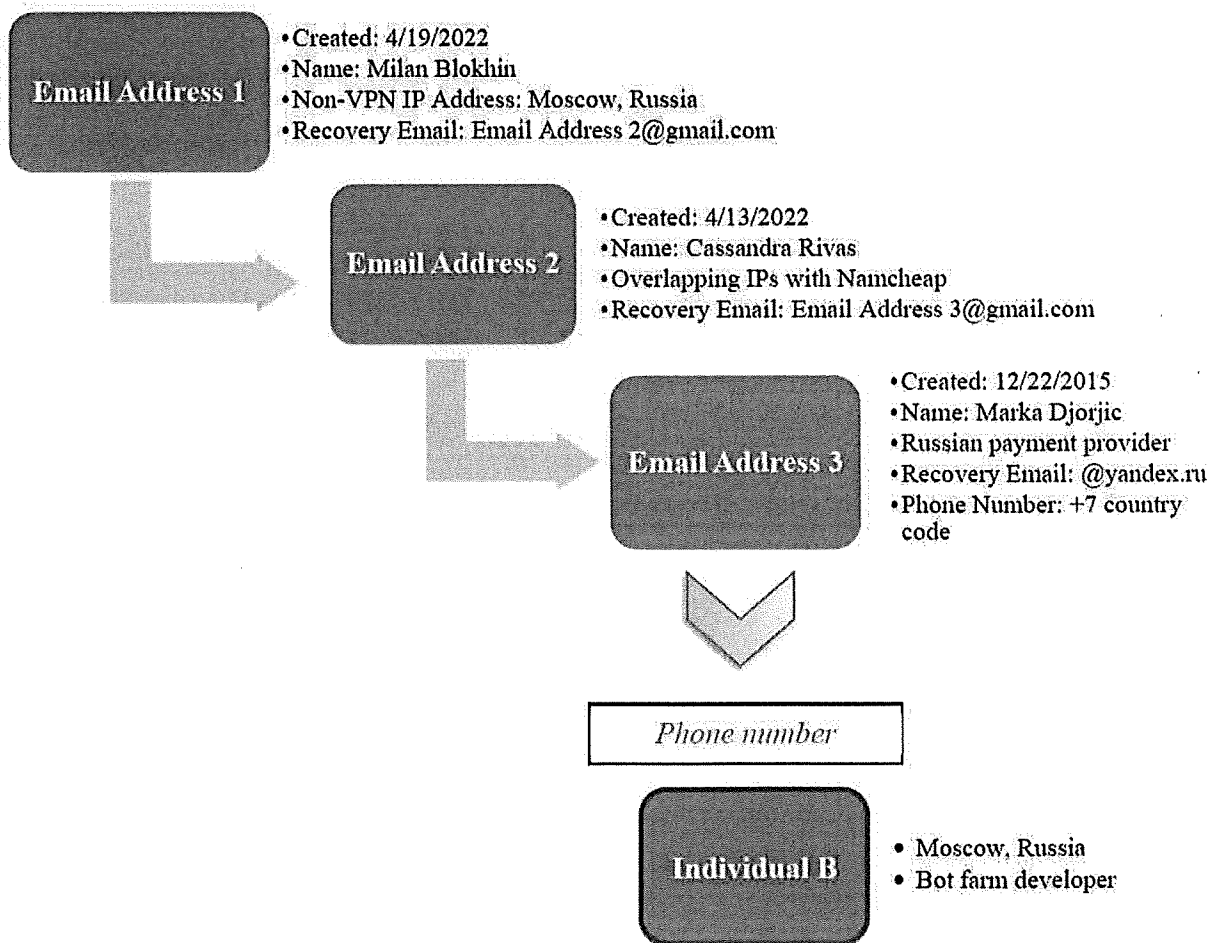 Email Address 1
•Created: 4/19/2022
•Name: Milan Blokhin
•Non-VPN IP Address: Moscow, Russia
•Recovery Email: Email Address 2@gmail.com
Email Address 2
•Created: 4/13/2022
•Name: Cassandra Rivas
•Overlapping IPs with Namcheap
•Recovery Email: Email Address 3@gmail.com
Email Address 3
•Created: 12/22/2015
•Name: Marka Djorjic
•Russian payment provider
•Recovery Email: @yandex.ru
•Phone Number: +7 country
code
Phone number
Individual B
• Moscow, Russia
• Bot farm developer